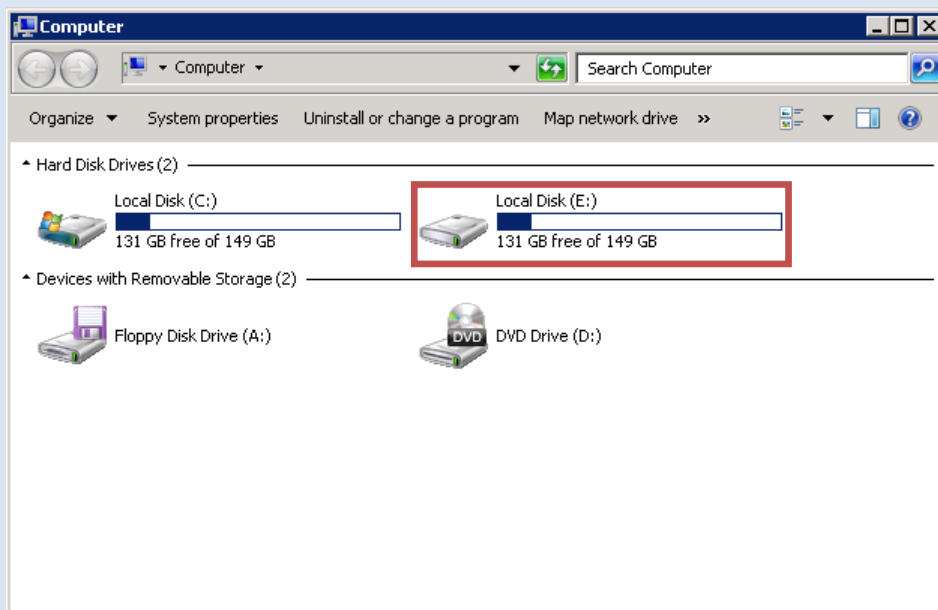 Computer
Computer
Search Computer
Organize System properties Uninstall or change a program Map network drive »
Hard Disk Drives (2)
Local Disk (C:)
131 GB free of 149 GB
Local Disk (E:)
131 GB free of 149 GB
Devices with Removable Storage (2)
Floppy Disk Drive (A:)
DVD
DVD Drive (D:)